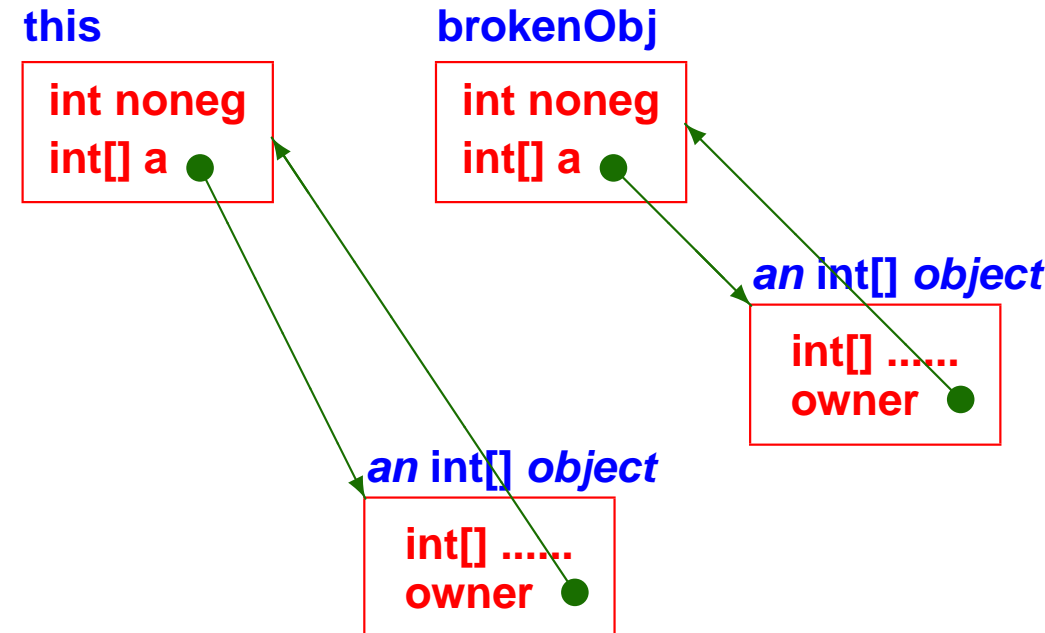 this
int noneg
int[] a
brokenObj
int noneg
int[] a
an int[] object
int[] ......
owner
an int[] object
int[] ......
owner